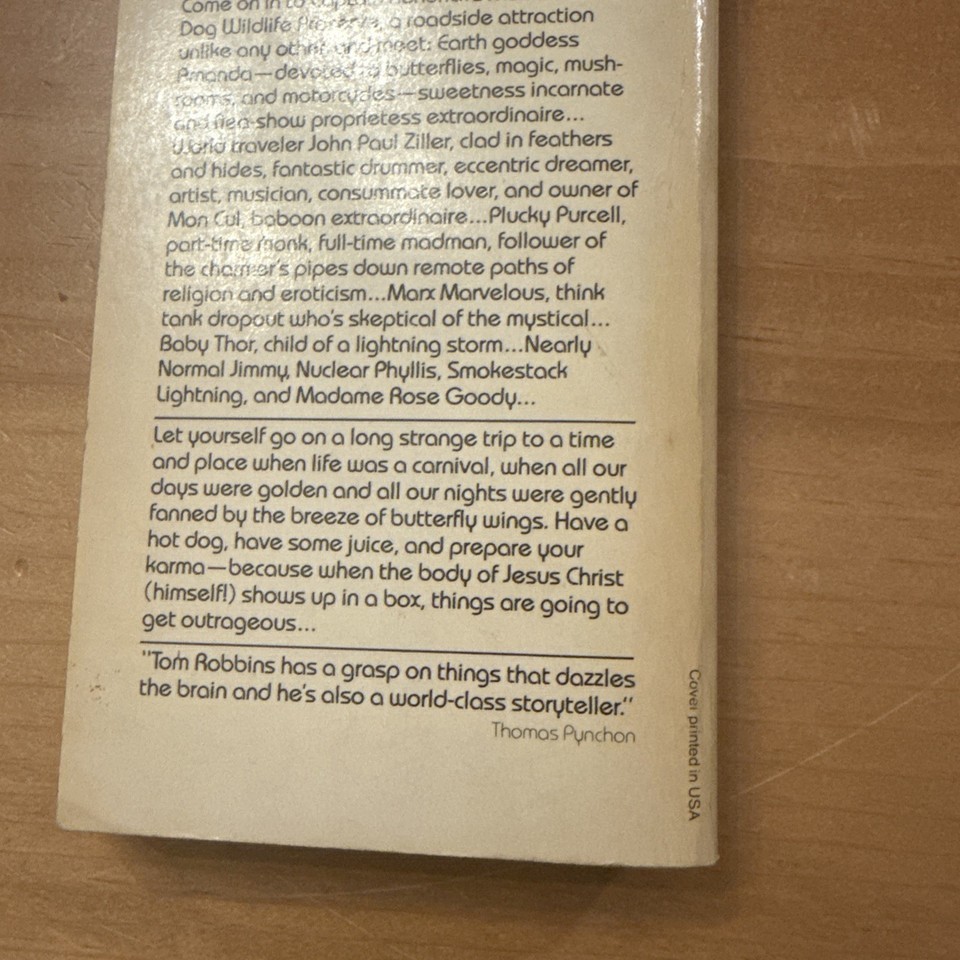 Come on in to
Dog Wildlife Preserve, a roadside attraction
unlike any other, and meet: Earth goddess
Amanda—devoted to butterflies, magic, mush-
rooms, and motorcycles—sweetness incarnate
and flea-show proprietess extraordinaire...
World traveler John Paul Ziller, clad in feathers
and hides, fantastic drummer, eccentric dreamer,
artist, musician, consummate lover, and owner of
Mon Cul, baboon extraordinaire...Plucky Purcell,
part-time monk, full-time madman, follower of
the charmer's pipes down remote paths of
religion and eroticism...Marx Marvelous, think
tank dropout who's skeptical of the mystical...
Baby Thor, child of a lightning storm...Nearly
Normal Jimmy, Nuclear Phyllis, Smokestack
Lightning, and Madame Rose Goody...
Let yourself go on a long strange trip to a time
and place when life was a carnival, when all our
days were golden and all our nights were gently
fanned by the breeze of butterfly wings. Have a
hot dog, have some juice, and prepare your
karma—because when the body of Jesus Christ
(himself!) shows up in a box, things are going to
get outrageous...
"Tom Robbins has a grasp on things that dazzles
the brain and he's also a world-class storyteller."
Thomas Pynchon
Cover printed in USA